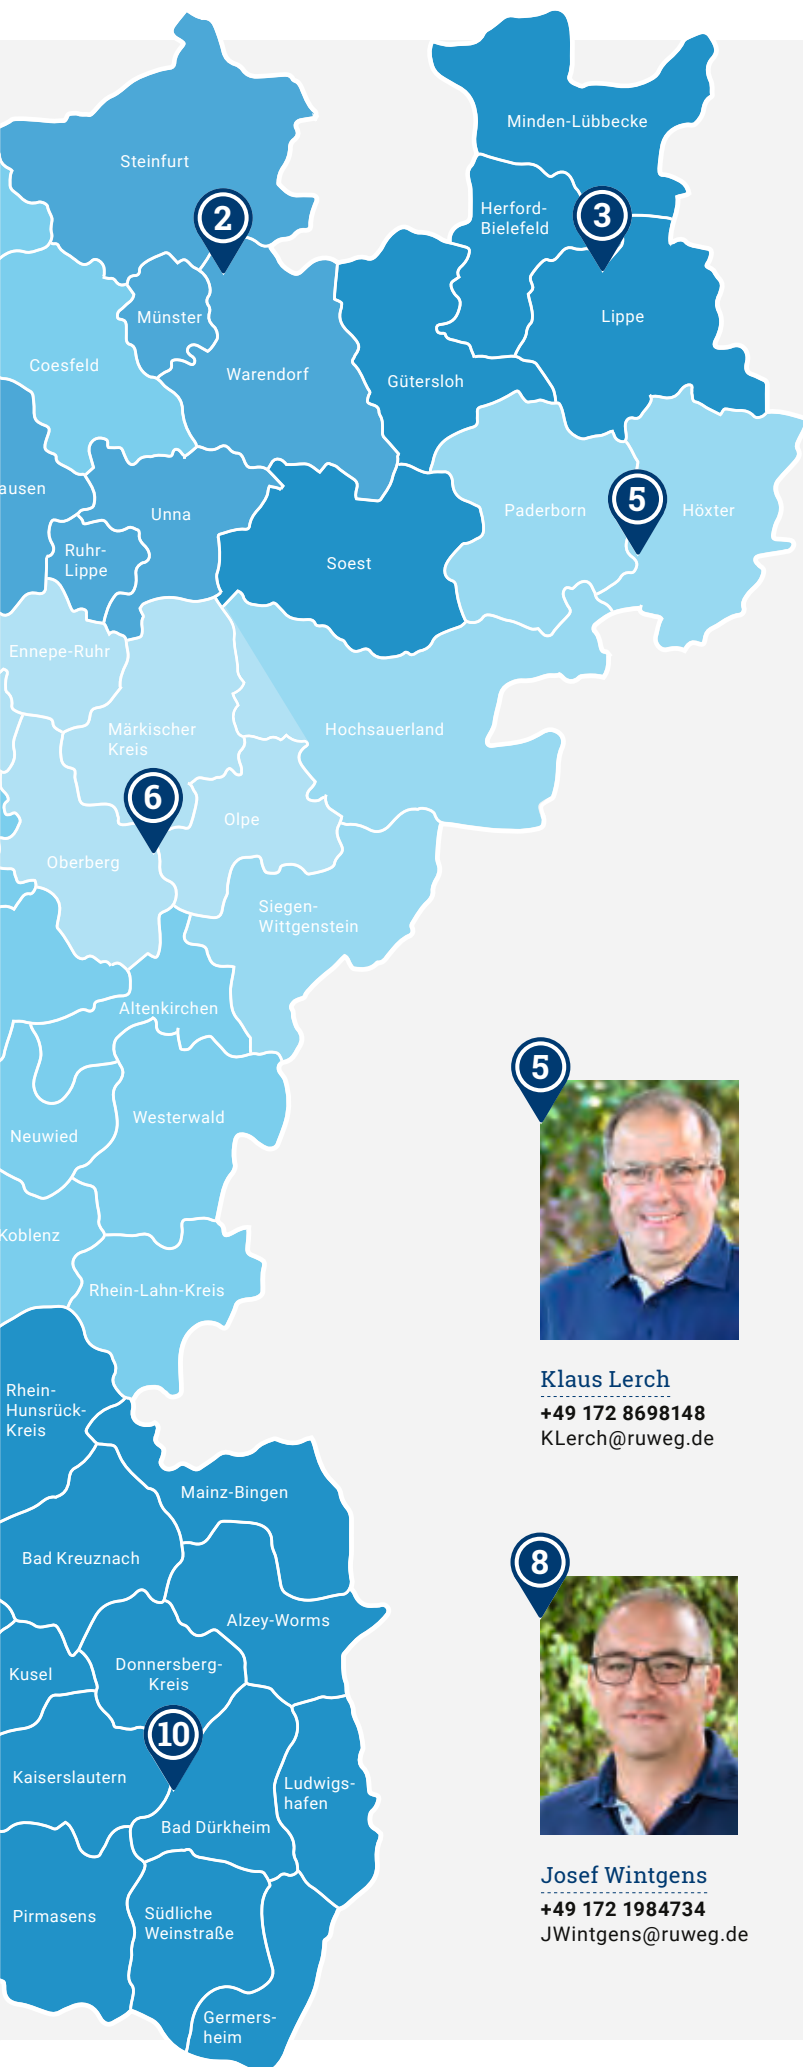 Minden-Lübbecke
Steinfurt
2
Herford-
Bielefeld
3
Münster
Lippe
Coesfeld
Warendorf
Gütersloh
ausen
Unna
Paderborn
5
Höxter
Ruhr-
Lippe
Soest
Ennepe-Ruhr
Märkischer
Kreis
Hochsauerland
6
Olpe
Oberberg
Siegen-
Wittgenstein
Altenkirchen
Westerwald
Neuwied
Koblenz
Rhein-Lahn-Kreis
5
Klaus Lerch
+49 172 8698148
KLerch@ruweg.de
Rhein-
Hunsrück-
Kreis
Mainz-Bingen
Bad Kreuznach
8
Alzey-Worms
Kusel
Donnersberg-
Kreis
10
Kaiserslautern
Ludwigs-
hafen
Bad Dürkheim
Josef Wintgens
+49 172 1984734
JWintgens@ruweg.de
Pirmasens
Südliche
Weinstraße
Germers-
heim